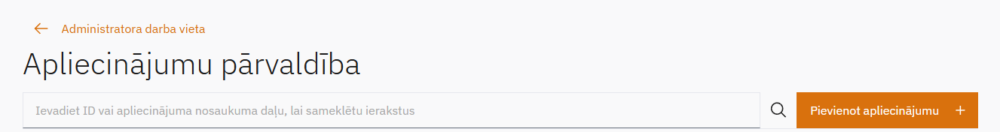 Administratora darba vieta
Apliecinājumu pārvaldība
Ievadiet ID vai apliecinājuma nosaukuma daļu, lai sameklētu ierakstus
Pievienot apliecinājumu